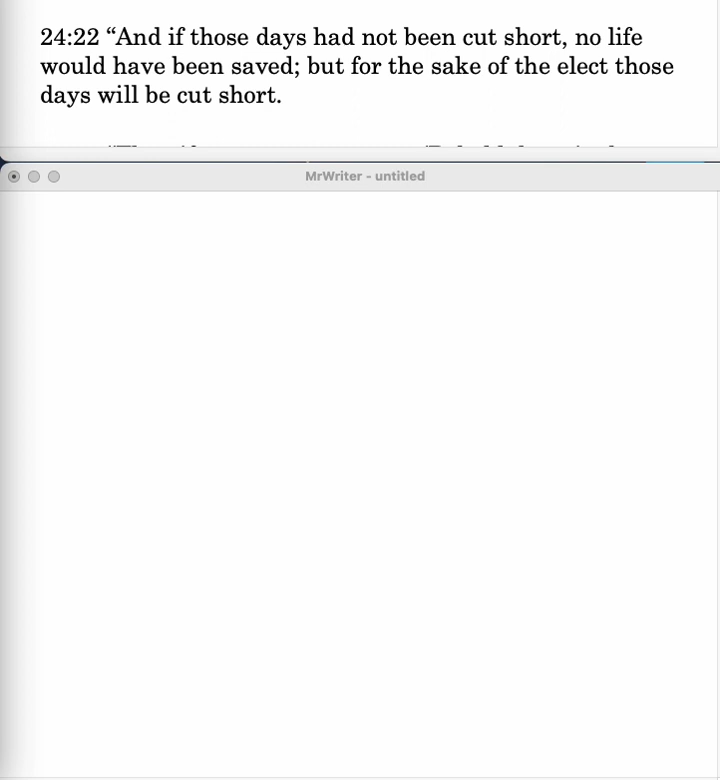 24:22 “And if those days had not been cut short, no life
would have been saved; but for the sake of the elect those
days will be cut short.
MrWriter - untitled